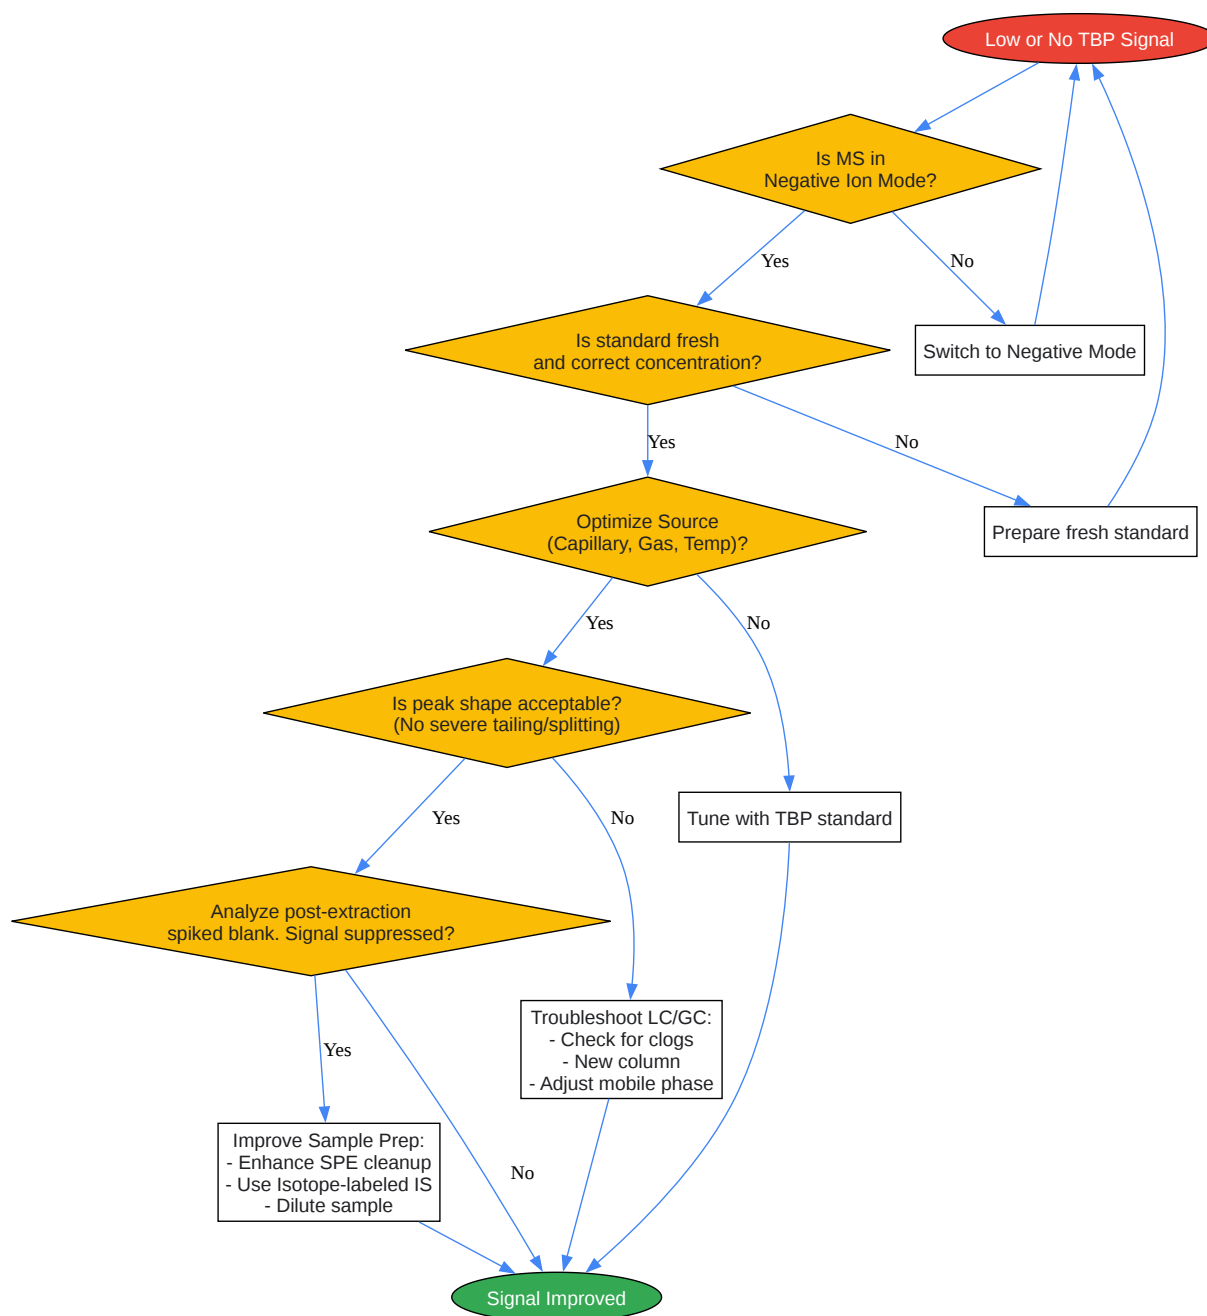 Low or No TBP Signal
Is MS in
Negative Ion Mode?
Yes
No
Is standard fresh
and correct concentration?
Switch to Negative Mode
Yes
No
Optimize Source
(Capillary, Gas, Temp)?
Prepare fresh standard
Yes
No
Is peak shape acceptable?
(No severe tailing/splitting)
Yes
No
Tune with TBP standard
Analyze post-extraction
spiked blank. Signal suppressed?
Troubleshoot LC/GC:
- Check for clogs
- New column
- Adjust mobile phase
Yes
Improve Sample Prep:
- Enhance SPE cleanup
- Use Isotope-labeled IS
- Dilute sample
No
Signal Improved